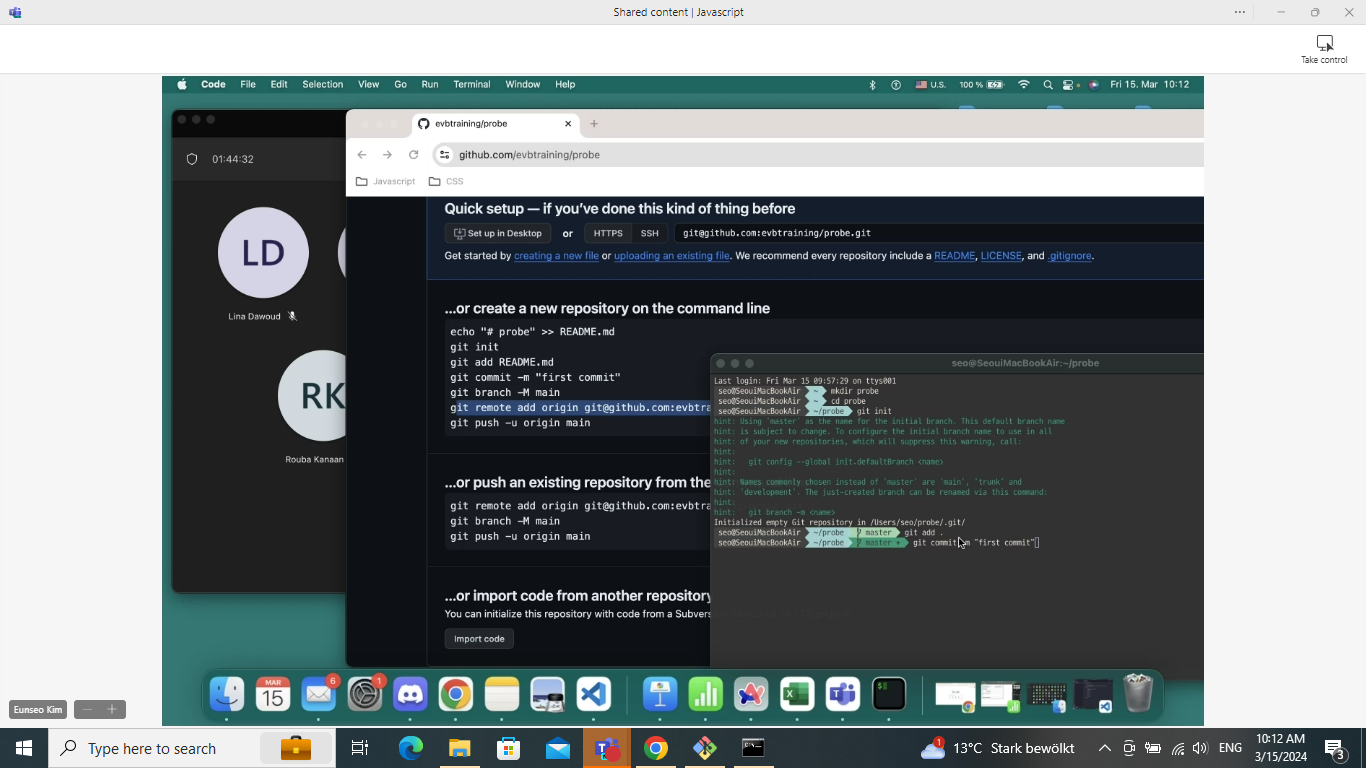 Shared content | Javascript
Take control
Code File Edit Selection View Go Run Terminal Window Help
U.S. 100 % Fri 15. Mar 10:12
evbtraining/probe
01:44:32
github.com/evbtraining/probe
Javascript CSS
LD
Lina Dawoud
RK
Rouba Kanaan
Quick setup — if you've done this kind of thing before
Set up in Desktop or HTTPS SSH git@github.com:evbtraining/probe.git
Get started by creating a new file or uploading an existing file. We recommend every repository include a README, LICENSE, and .gitignore.
…or create a new repository on the command line
echo "# probe" >> README.md
git init
git add README.md
git commit -m "first commit"
git branch -M main
git remote add origin git@github.com:evbtra
git push -u origin main
…or push an existing repository from the
git remote add origin git@github.com:evbtra
git branch -M main
git push -u origin main
…or import code from another repository
You can initialize this repository with code from a Subvers
Import code
seo@SeouiMacBookAir:~/probe
Last login: Fri Mar 15 09:57:29 on ttys001
seo@SeouiMacBookAir ~ mkdir probe
seo@SeouiMacBookAir ~ cd probe
seo@SeouiMacBookAir ~/probe git init
hint: Using 'master' as the name for the initial branch. This default branch name
hint: is subject to change. To configure the initial branch name to use in all
hint: of your new repositories, which will suppress this warning, call:
hint:
hint: git config --global init.defaultBranch <name>
hint:
hint: Names commonly chosen instead of 'master' are 'main', 'trunk' and
hint: 'development'. The just-created branch can be renamed via this command:
hint:
hint: git branch -m <name>
Initialized empty Git repository in /Users/seo/probe/.git/
seo@SeouiMacBookAir ~/probe master git add .
seo@SeouiMacBookAir ~/probe master + git commit -m "first commit"
MAR
15
6
1
Eunseo Kim
Type here to search
1
13°C Stark bewölkt
ENG
10:12 AM
3/15/2024
3